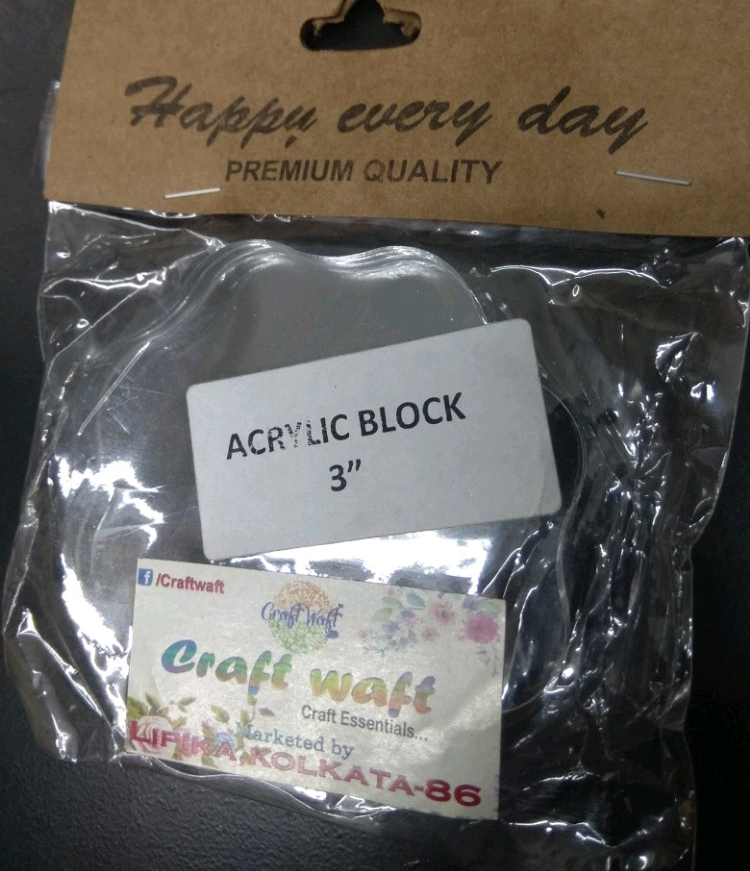 Happy every day
PREMIUM QUALITY
ACRYLIC BLOCK
3”
f/Craftwaft
Craft Waft
Craft waft
Craft Essentials...
Marketed by
LIPIKA, KOLKATA-86